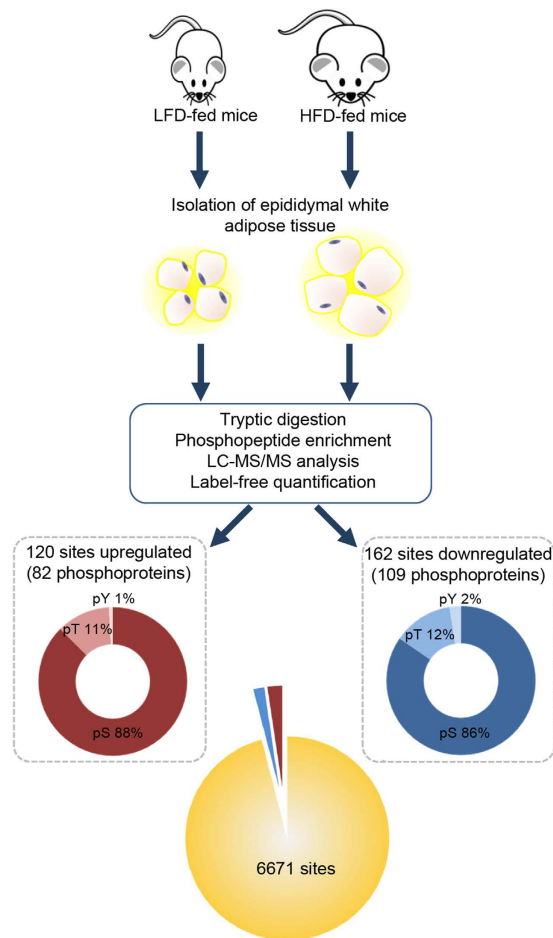 LFD-fed mice
HFD-fed mice
Isolation of epididymal white
adipose tissue
Tryptic digestion
Phosphopeptide enrichment
LC-MS/MS analysis
Label-free quantification
120 sites upregulated
(82 phosphoproteins)
pY 1%
pT 11%
pS 88%
162 sites downregulated
(109 phosphoproteins)
pY 2%
pT 12%
pS 86%
6671 sites